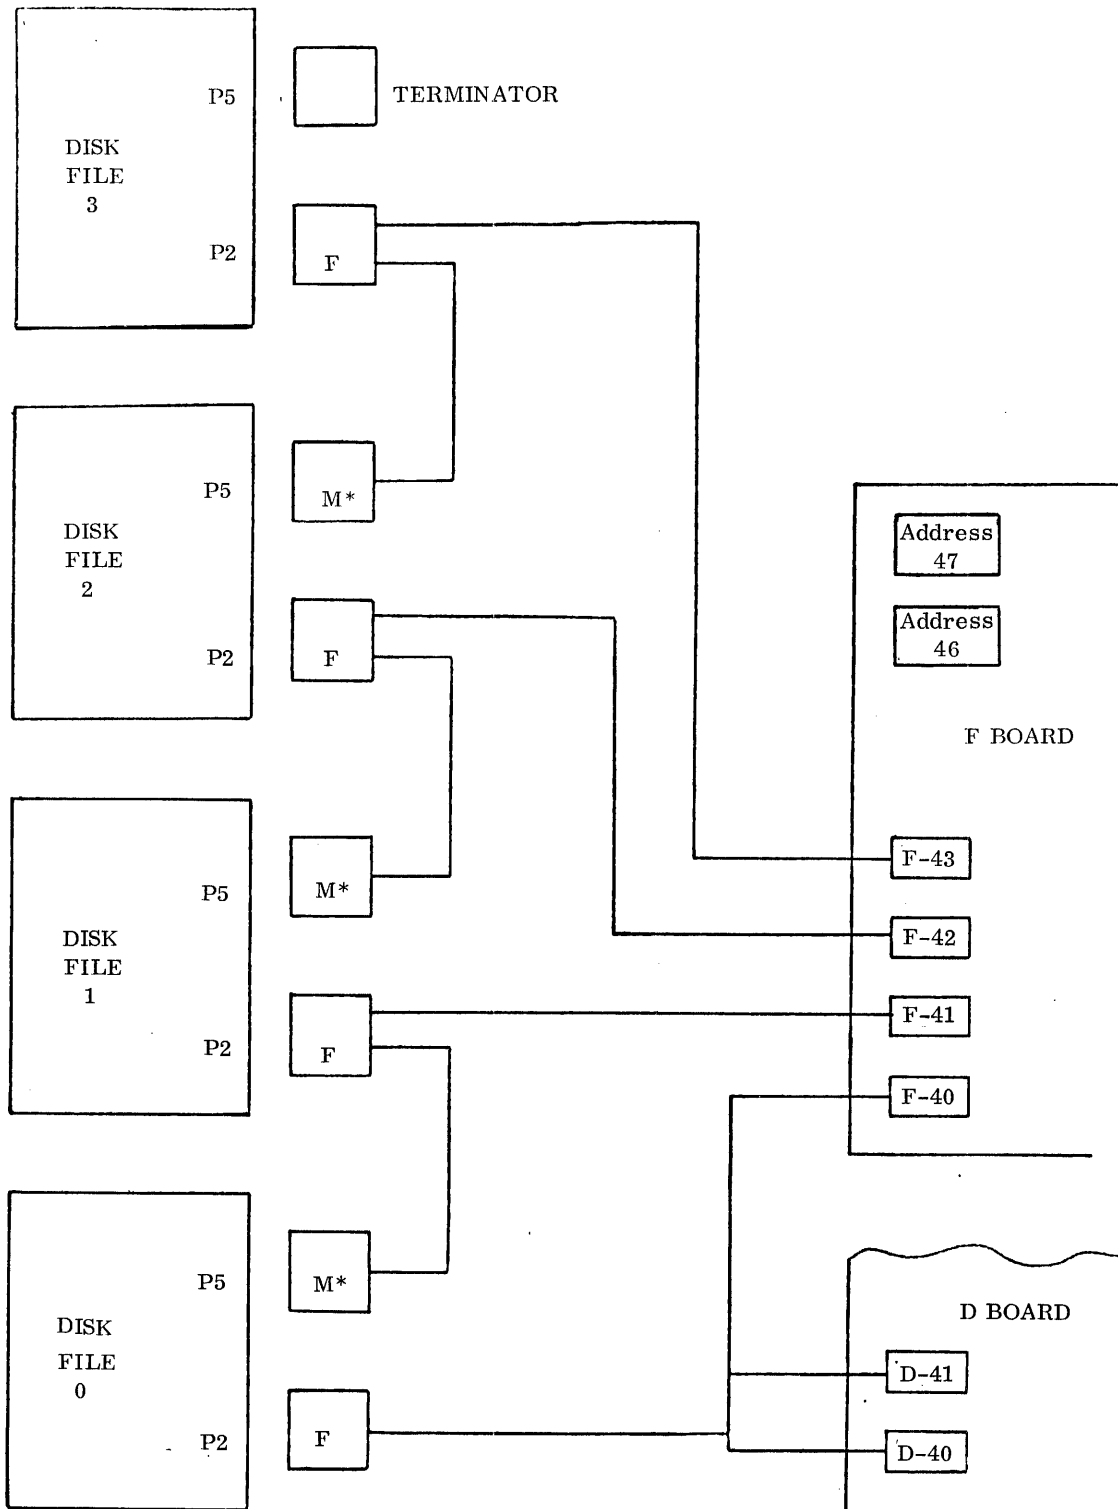 P5
TERMINATOR
DISK
FILE
3
P2
F
P5
M*
DISK
FILE
2
P2
F
Address
47
Address
46
F BOARD
P5
M*
F-43
DISK
FILE
1
F-42
P2
F
F-41
F-40
P5
M*
DISK
FILE
0
D BOARD
D-41
P2
F
D-40